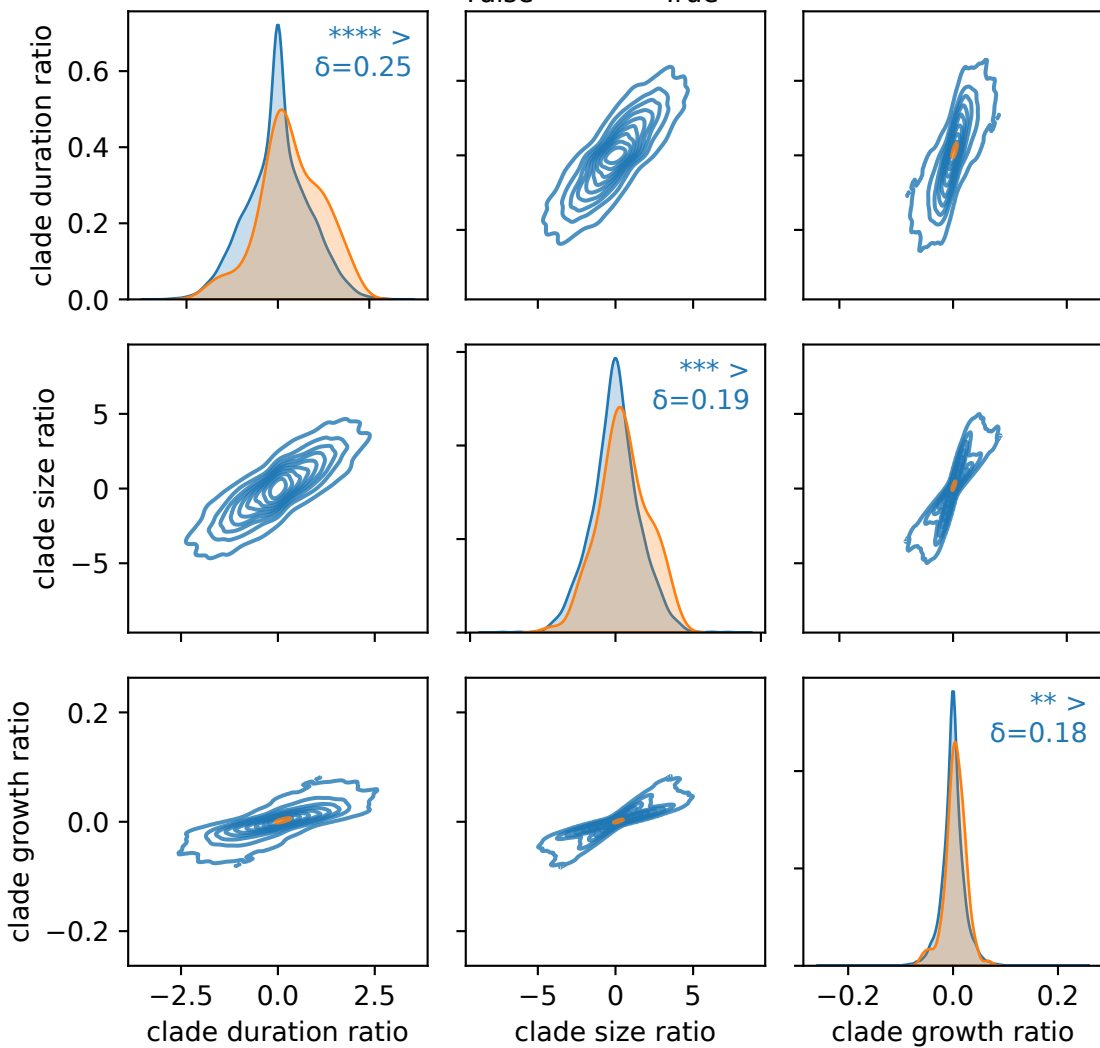 True
clade duration ratio
0.6
0.4
0.2
0.0
**** >
δ=0.25
clade size ratio
5
0
−5
*** >
δ=0.19
clade growth ratio
0.2
0.0
−0.2
** >
δ=0.18
−2.5 0.0 2.5
−5 0 5
−0.2 0.0 0.2
clade duration ratio
clade size ratio
clade growth ratio